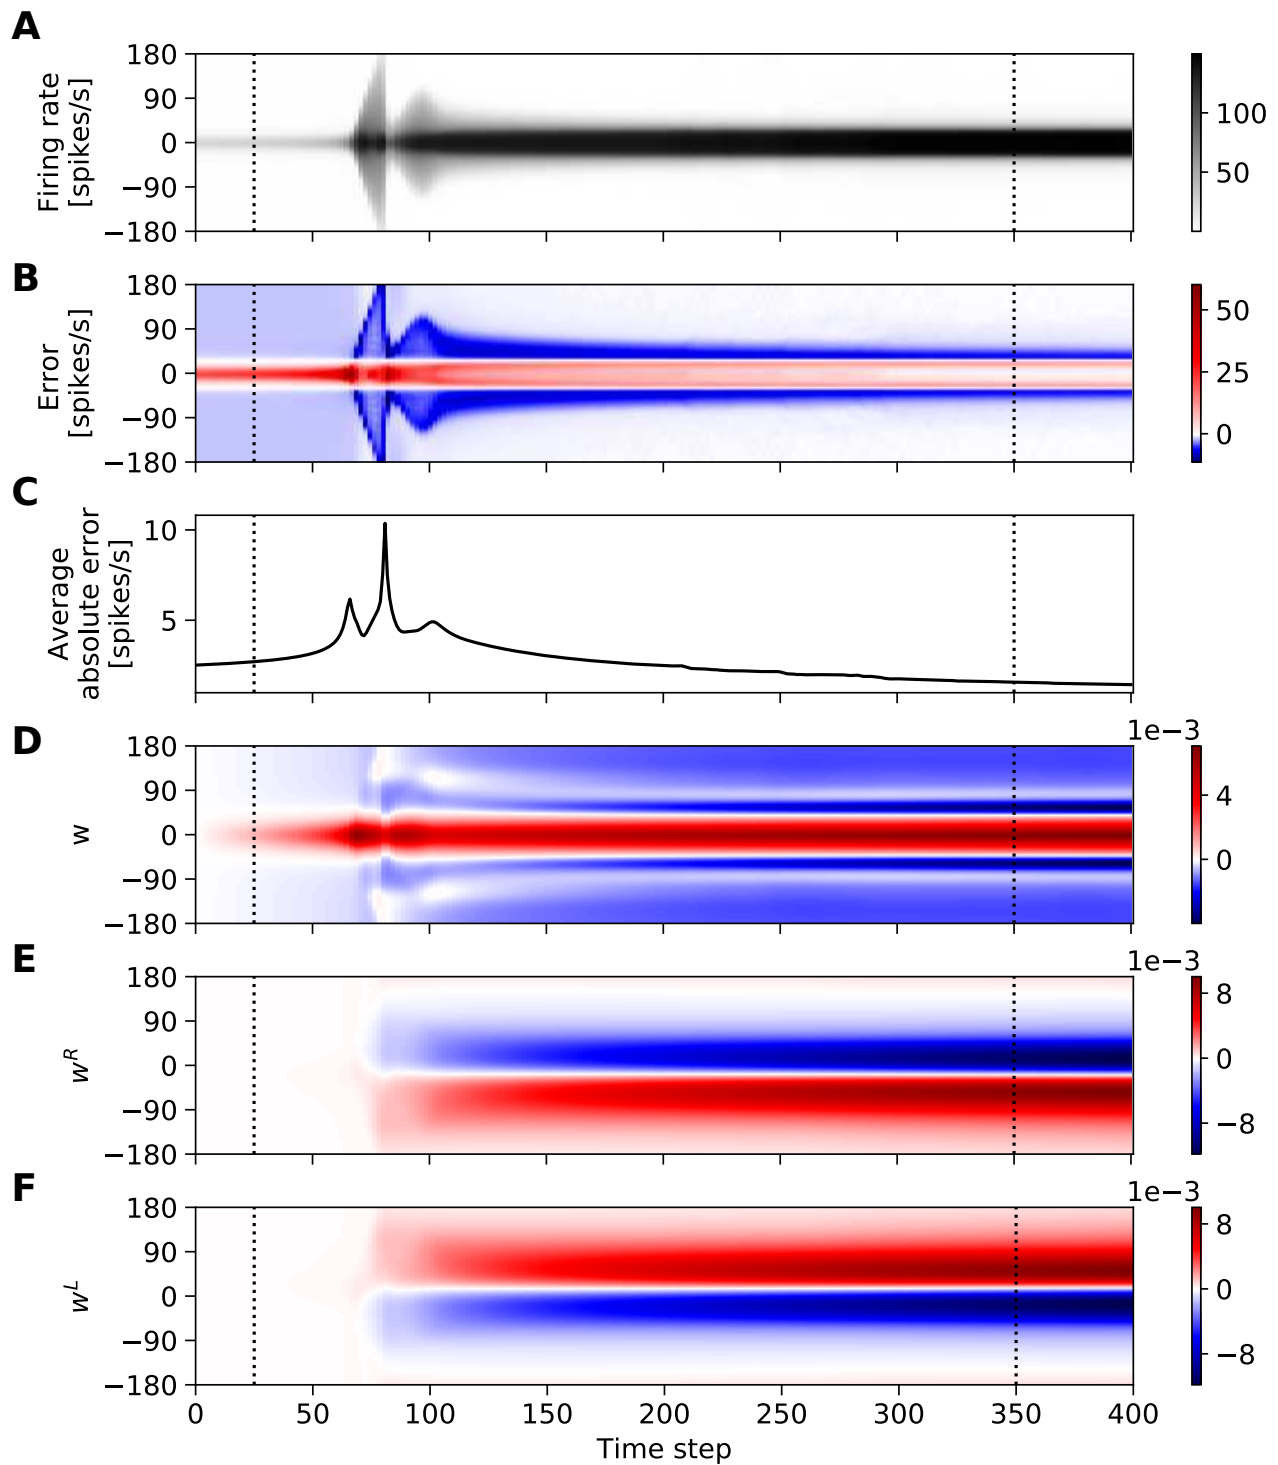 A
Firing rate
[spikes/s]
180
90
0
−90
−180
100
50
B
Error
[spikes/s]
180
90
0
−90
−180
50
25
0
C
Average
absolute error
[spikes/s]
10
5
D
w
180
90
0
−90
−180
1e−3
4
0
E
w^R
180
90
0
−90
−180
1e−3
8
0
−8
F
w^L
180
90
0
−90
−180
1e−3
8
0
−8
0 50 100 150 200 250 300 350 400
Time step